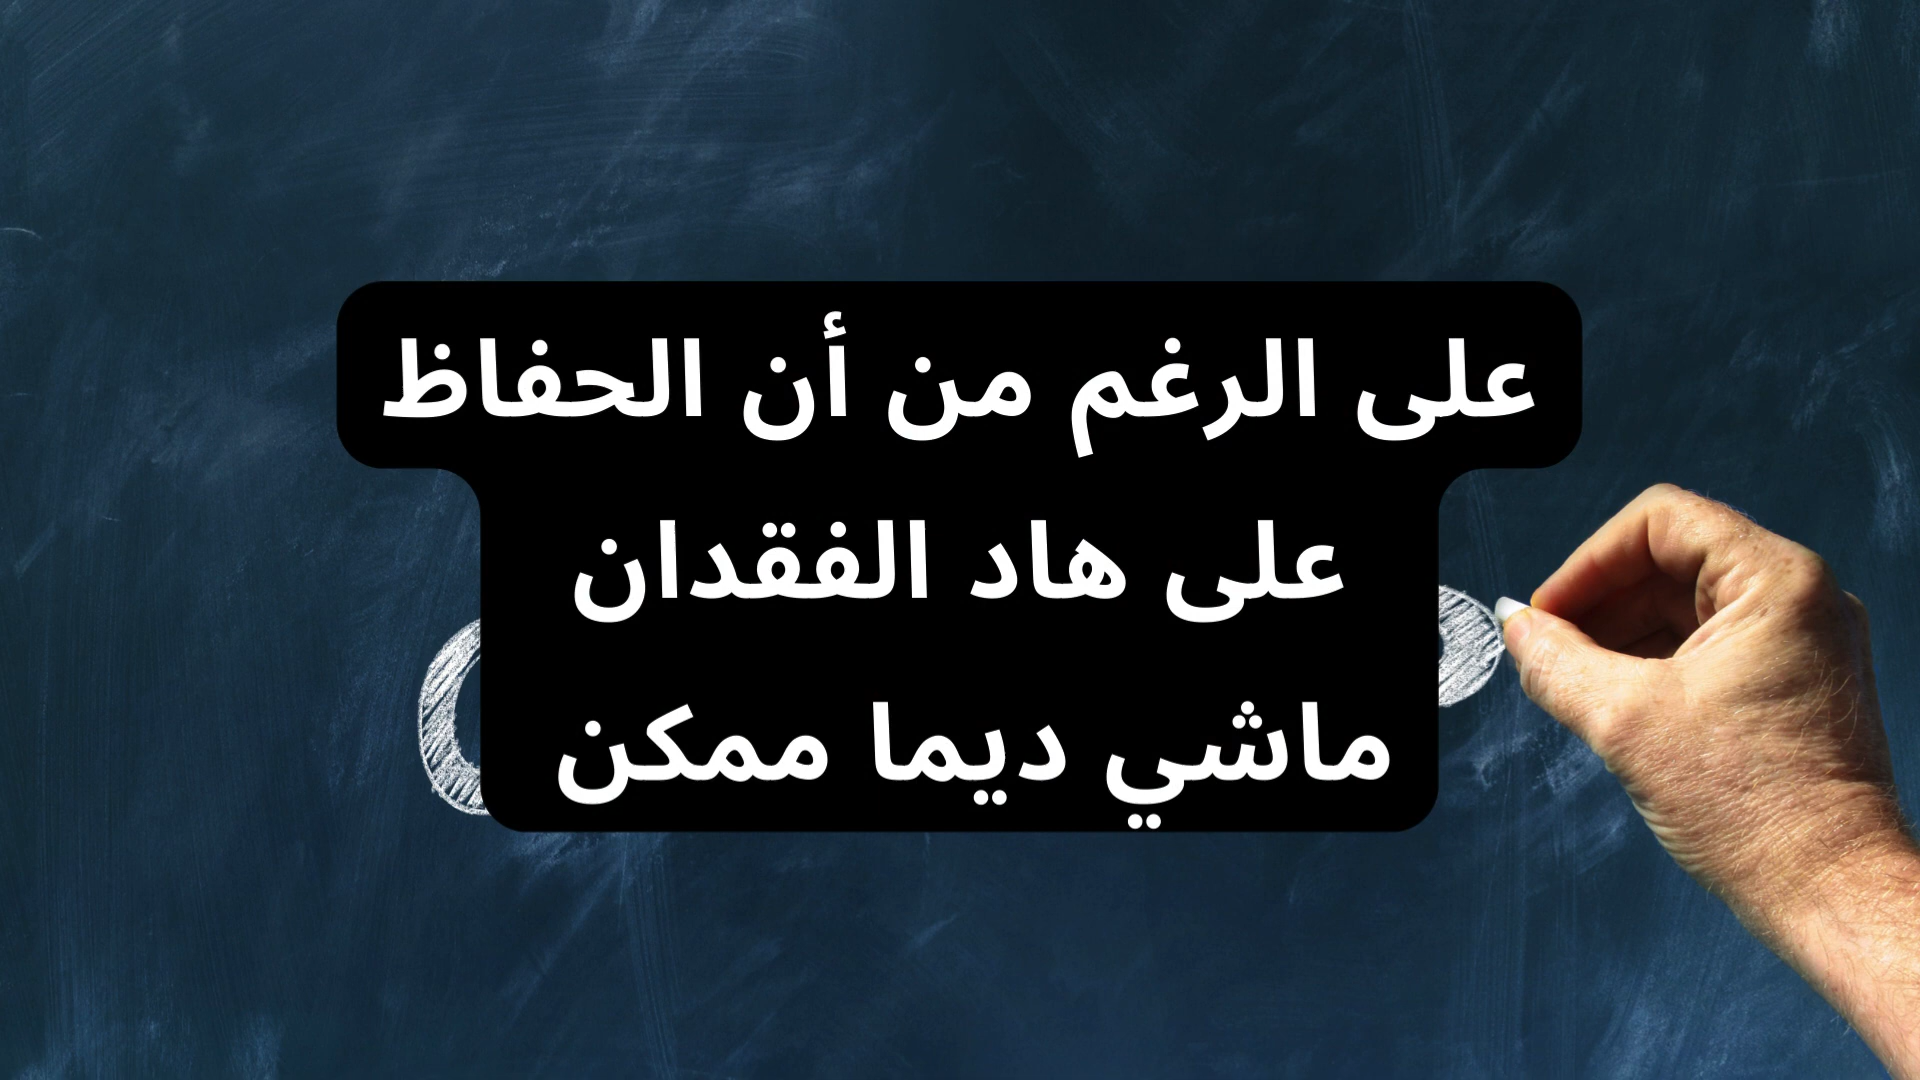 على الرغم من أن الحفاظ
على هاد الفقدان
ماشي ديما ممكن